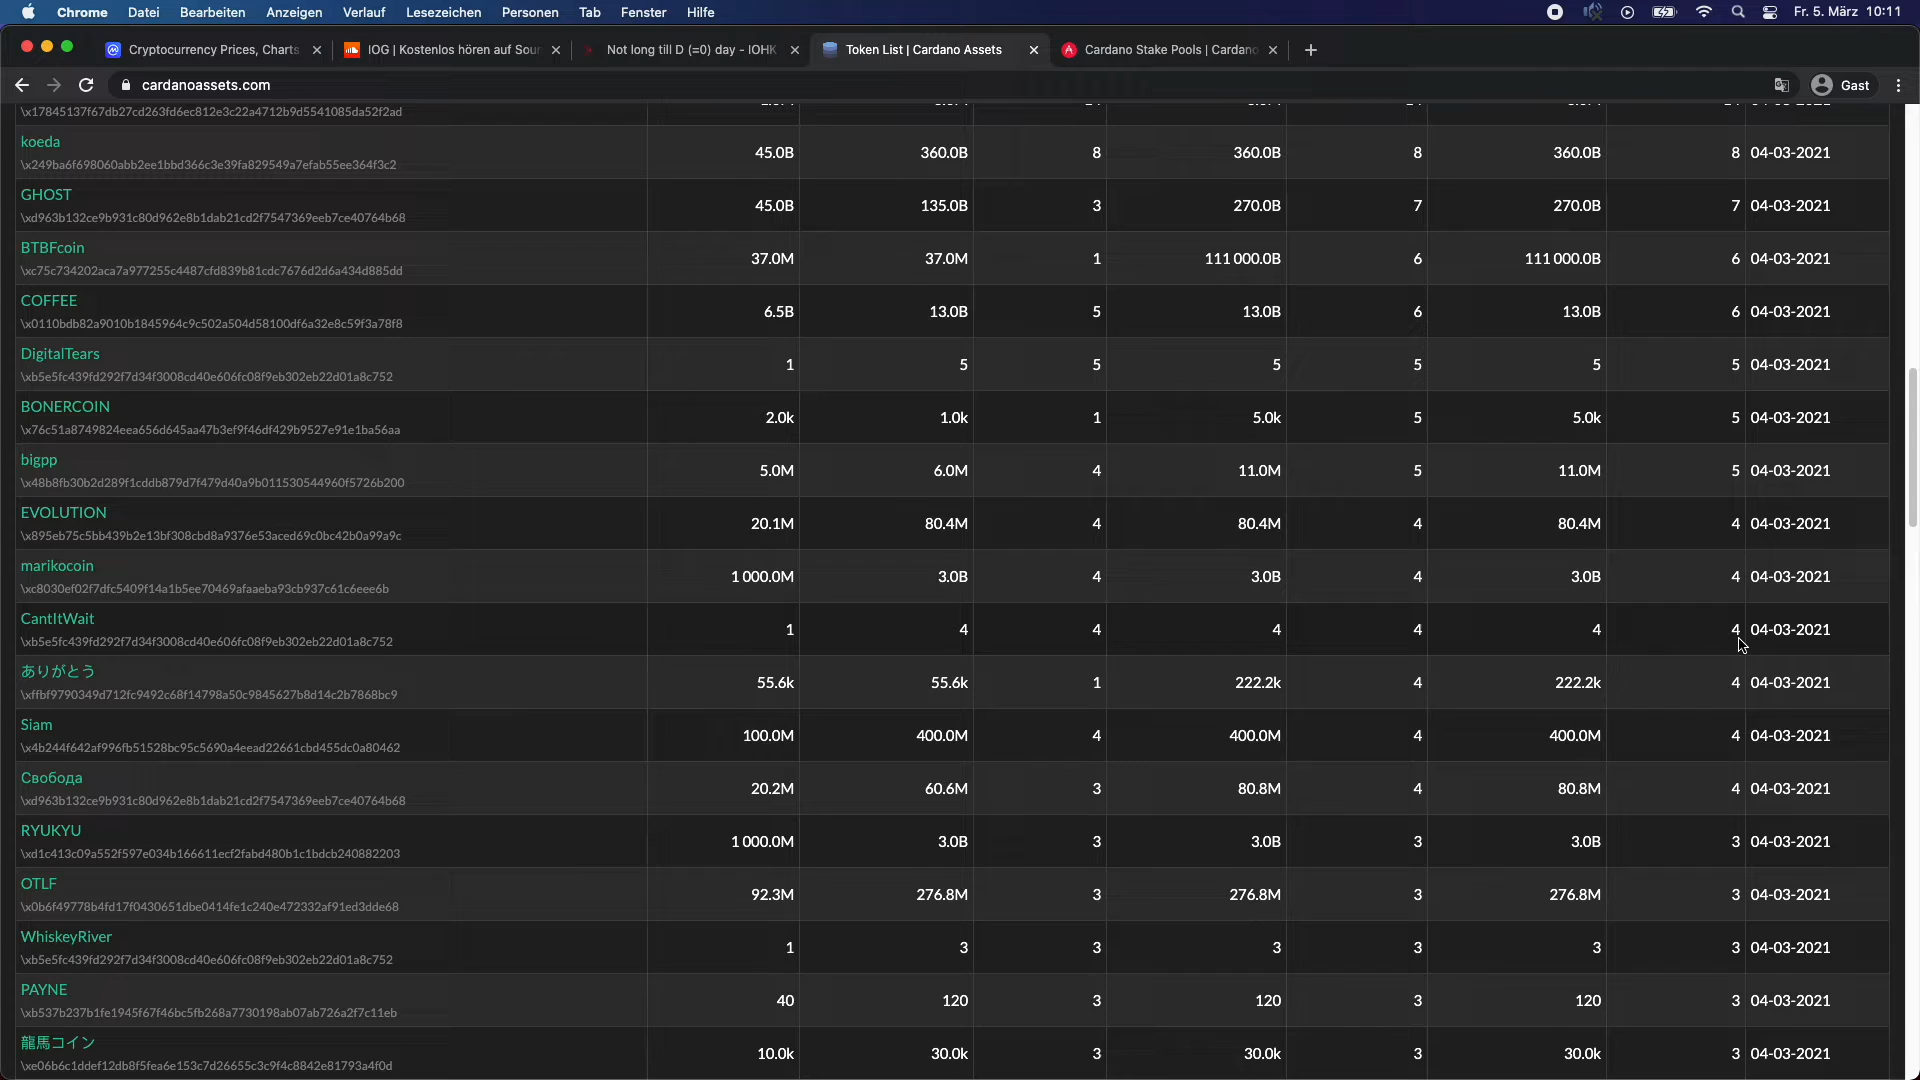 Chrome Datei Bearbeiten Anzeigen Verlauf Lesezeichen Personen Tab Fenster Hilfe Fr. 5. März 10:11
Cryptocurrency Prices, Charts IOG | Kostenlos hören auf Sour Not long till D (=0) day - IOHK Token List | Cardano Assets Cardano Stake Pools | Cardano
cardanoassets.com Gast
\x17845137f67db27cd263fd6ec812e3c22a4712b9d5541085da52f2ad
koeda
\x249ba6f698060abb2ee1bbd366c3e39fa829549a7efab55ee364f3c2
45.0B 360.0B 8 360.0B 8 360.0B 8 04-03-2021
GHOST
\xd963b132ce9b931c80d962e8b1dab21cd2f7547369eeb7ce40764b68
45.0B 135.0B 3 270.0B 7 270.0B 7 04-03-2021
BTBFcoin
\xc75c734202aca7a977255c4487cfd839b81cdc7676d2d6a434d885dd
37.0M 37.0M 1 111 000.0B 6 111 000.0B 6 04-03-2021
COFFEE
\x0110bdb82a9010b1845964c9c502a504d58100df6a32e8c59f3a78f8
6.5B 13.0B 5 13.0B 6 13.0B 6 04-03-2021
DigitalTears
\xb5e5fc439fd292f7d34f3008cd40e606fc08f9eb302eb22d01a8c752
1 5 5 5 5 5 5 04-03-2021
BONERCOIN
\x76c51a8749824eea656d645aa47b3ef9f46df429b9527e91e1ba56aa
2.0k 1.0k 1 5.0k 5 5.0k 5 04-03-2021
bigpp
\x48b8fb30b2d289f1cddb879d7f479d40a9b011530544960f5726b200
5.0M 6.0M 4 11.0M 5 11.0M 5 04-03-2021
EVOLUTION
\x895eb75c5bb439b2e13bf308cbd8a9376e53aced69c0bc42b0a99a9c
20.1M 80.4M 4 80.4M 4 80.4M 4 04-03-2021
marikocoin
\xc8030ef02f7dfc5409f14a1b5ee70469afaaeba93cb937c61c6eee6b
1 000.0M 3.0B 4 3.0B 4 3.0B 4 04-03-2021
CantItWait
\xb5e5fc439fd292f7d34f3008cd40e606fc08f9eb302eb22d01a8c752
1 4 4 4 4 4 4 04-03-2021
ありがとう
\xffbf9790349d712fc9492c68f14798a50c9845627b8d14c2b7868bc9
55.6k 55.6k 1 222.2k 4 222.2k 4 04-03-2021
Siam
\x4b244f642af996fb51528bc95c5690a4eead22661cbd455dc0a80462
100.0M 400.0M 4 400.0M 4 400.0M 4 04-03-2021
Свобода
\xd963b132ce9b931c80d962e8b1dab21cd2f7547369eeb7ce40764b68
20.2M 60.6M 3 80.8M 4 80.8M 4 04-03-2021
RYUKYU
\xd1c413c09a552f597e034b166611ecf2fabd480b1c1bdcb240882203
1 000.0M 3.0B 3 3.0B 3 3.0B 3 04-03-2021
OTLF
\x0b6f49778b4fd17f0430651dbe0414fe1c240e472332af91ed3dde68
92.3M 276.8M 3 276.8M 3 276.8M 3 04-03-2021
WhiskeyRiver
\xb5e5fc439fd292f7d34f3008cd40e606fc08f9eb302eb22d01a8c752
1 3 3 3 3 3 3 04-03-2021
PAYNE
\xb537b237b1fe1945f67f46bc5fb268a7730198ab07ab726a2f7c11eb
40 120 3 120 3 120 3 04-03-2021
龍馬コイン
\xe06b6c1ddef12db8f5fea6e153c7d26655c3c9f4c8842e81793a4f0d
10.0k 30.0k 3 30.0k 3 30.0k 3 04-03-2021